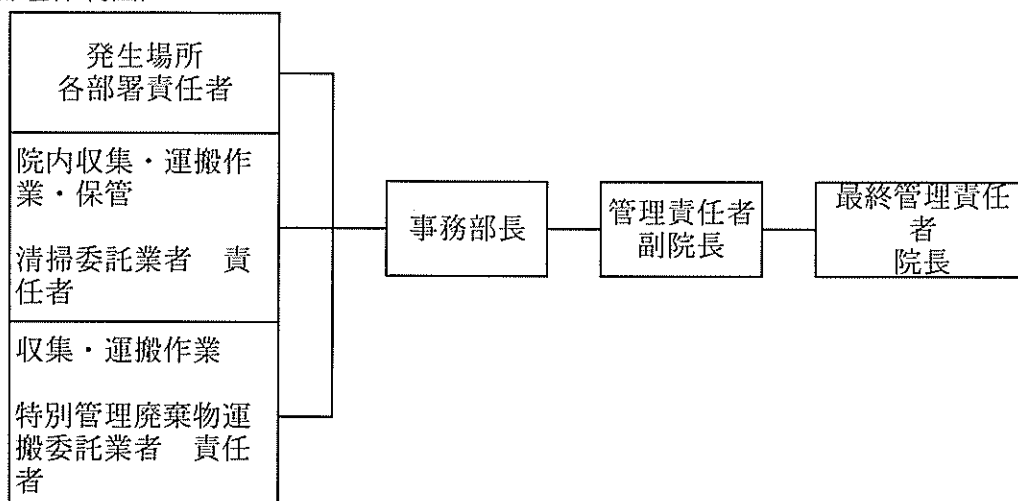 発生場所
各部署責任者
院内収集・運搬作
業・保管
清掃委託業者　責
任者
収集・運搬作業
特別管理廃棄物運
搬委託業者　責任
者
事務部長
管理責任者
副院長
最終管理責任
者
院長